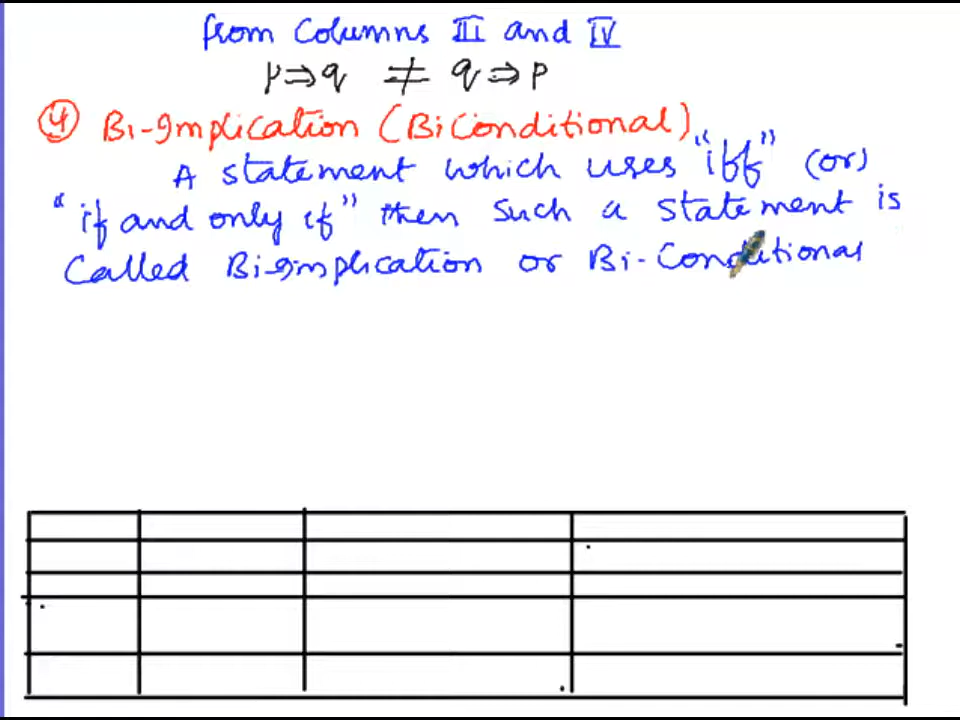 from Columns III and IV
p⇒q ≠ q⇒p
4 Bi-Implication (BiConditional)
A statement which uses "iff" (or)
"if and only if" then such a statement is
Called Bi-implication or Bi-Conditional